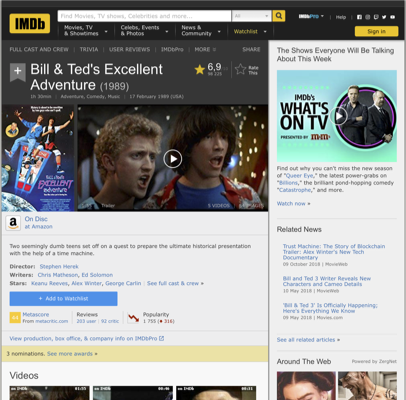 IMDb
Find Movies, TV shows, Celebrities and more...
All
IMDbPro
Help
Movies, TV & Showtimes
Celebs, Events & Photos
News & Community
Watchlist
Sign in
FULL CAST AND CREW | TRIVIA | USER REVIEWS | IMDbPro | MORE
SHARE
Bill & Ted's Excellent
Adventure (1989)
6,9
Rate
This
1h 30min | Adventure, Comedy, Music | 17 February 1989 (USA)
5 VIDEOS
On Disc
at Amazon
Two seemingly dumb teens set off on a quest to prepare the ultimate historical presentation
with the help of a time machine.
Director: Stephen Herek
Writers: Chris Matheson, Ed Solomon
Stars: Keanu Reeves, Alex Winter, George Carlin | See full cast & crew »
+ Add to Watchlist
Metascore
From metacritic.com
Reviews
203 user | 92 critic
Popularity
1 755 (♦ 316)
View production, box office, & company info on IMDbPro
3 nominations. See more awards »
Videos
The Shows Everyone Will Be Talking
About This Week
IMDb's
WHAT'S
ON TV
PRESENTED BY
Find out why you can't miss the new season
of "Queer Eye," the latest power-grabs on
"Billions," the brilliant pond-hopping comedy
"Catastrophe," and more.
Watch now »
Related News
Trust Machine: The Story of Blockchain
Trailer: Alex Winter's New Tech
Documentary
09 October 2018 | MovieWeb
Bill and Ted 3 Writer Reveals New
Characters and Cameo Details
10 May 2018 | MovieWeb
'Bill & Ted 3' Is Officially Happening;
Here's Everything We Know
08 May 2018 | Movies.com
See all related articles »
Around The Web
Powered by ZergNet